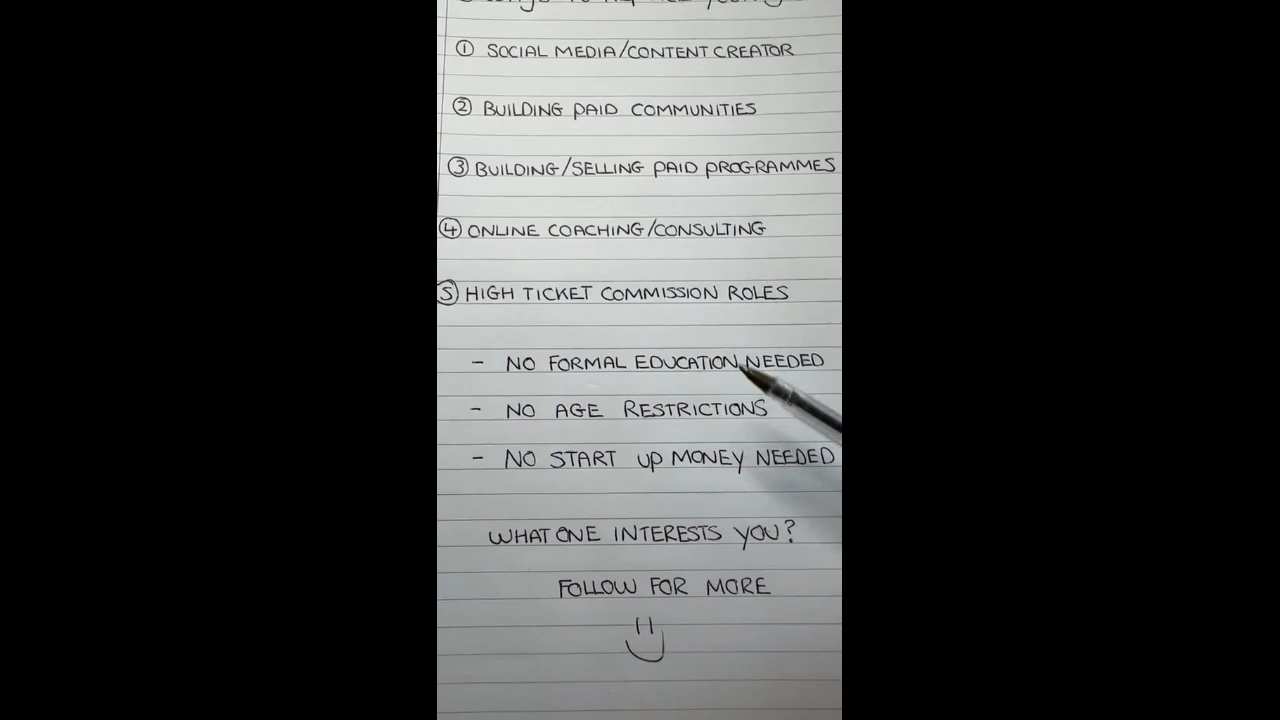 ① SOCIAL MEDIA/CONTENT CREATOR
② BUILDING PAID COMMUNITIES
③ BUILDING/SELLING PAID PROGRAMMES
④ ONLINE COACHING/CONSULTING
⑤ HIGH TICKET COMMISSION ROLES
- NO FORMAL EDUCATION NEEDED
- NO AGE RESTRICTIONS
- NO START UP MONEY NEEDED
WHAT ONE INTERESTS YOU?
FOLLOW FOR MORE